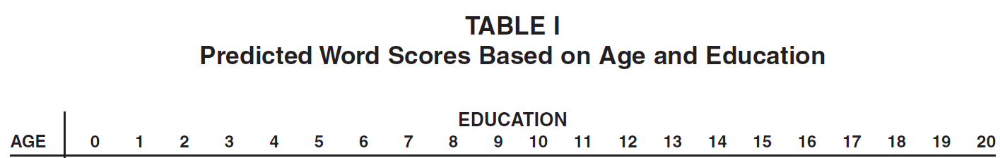 TABLE I
Predicted Word Scores Based on Age and Education
EDUCATION
AGE 0 1 2 3 4 5 6 7 8 9 10 11 12 13 14 15 16 17 18 19 20